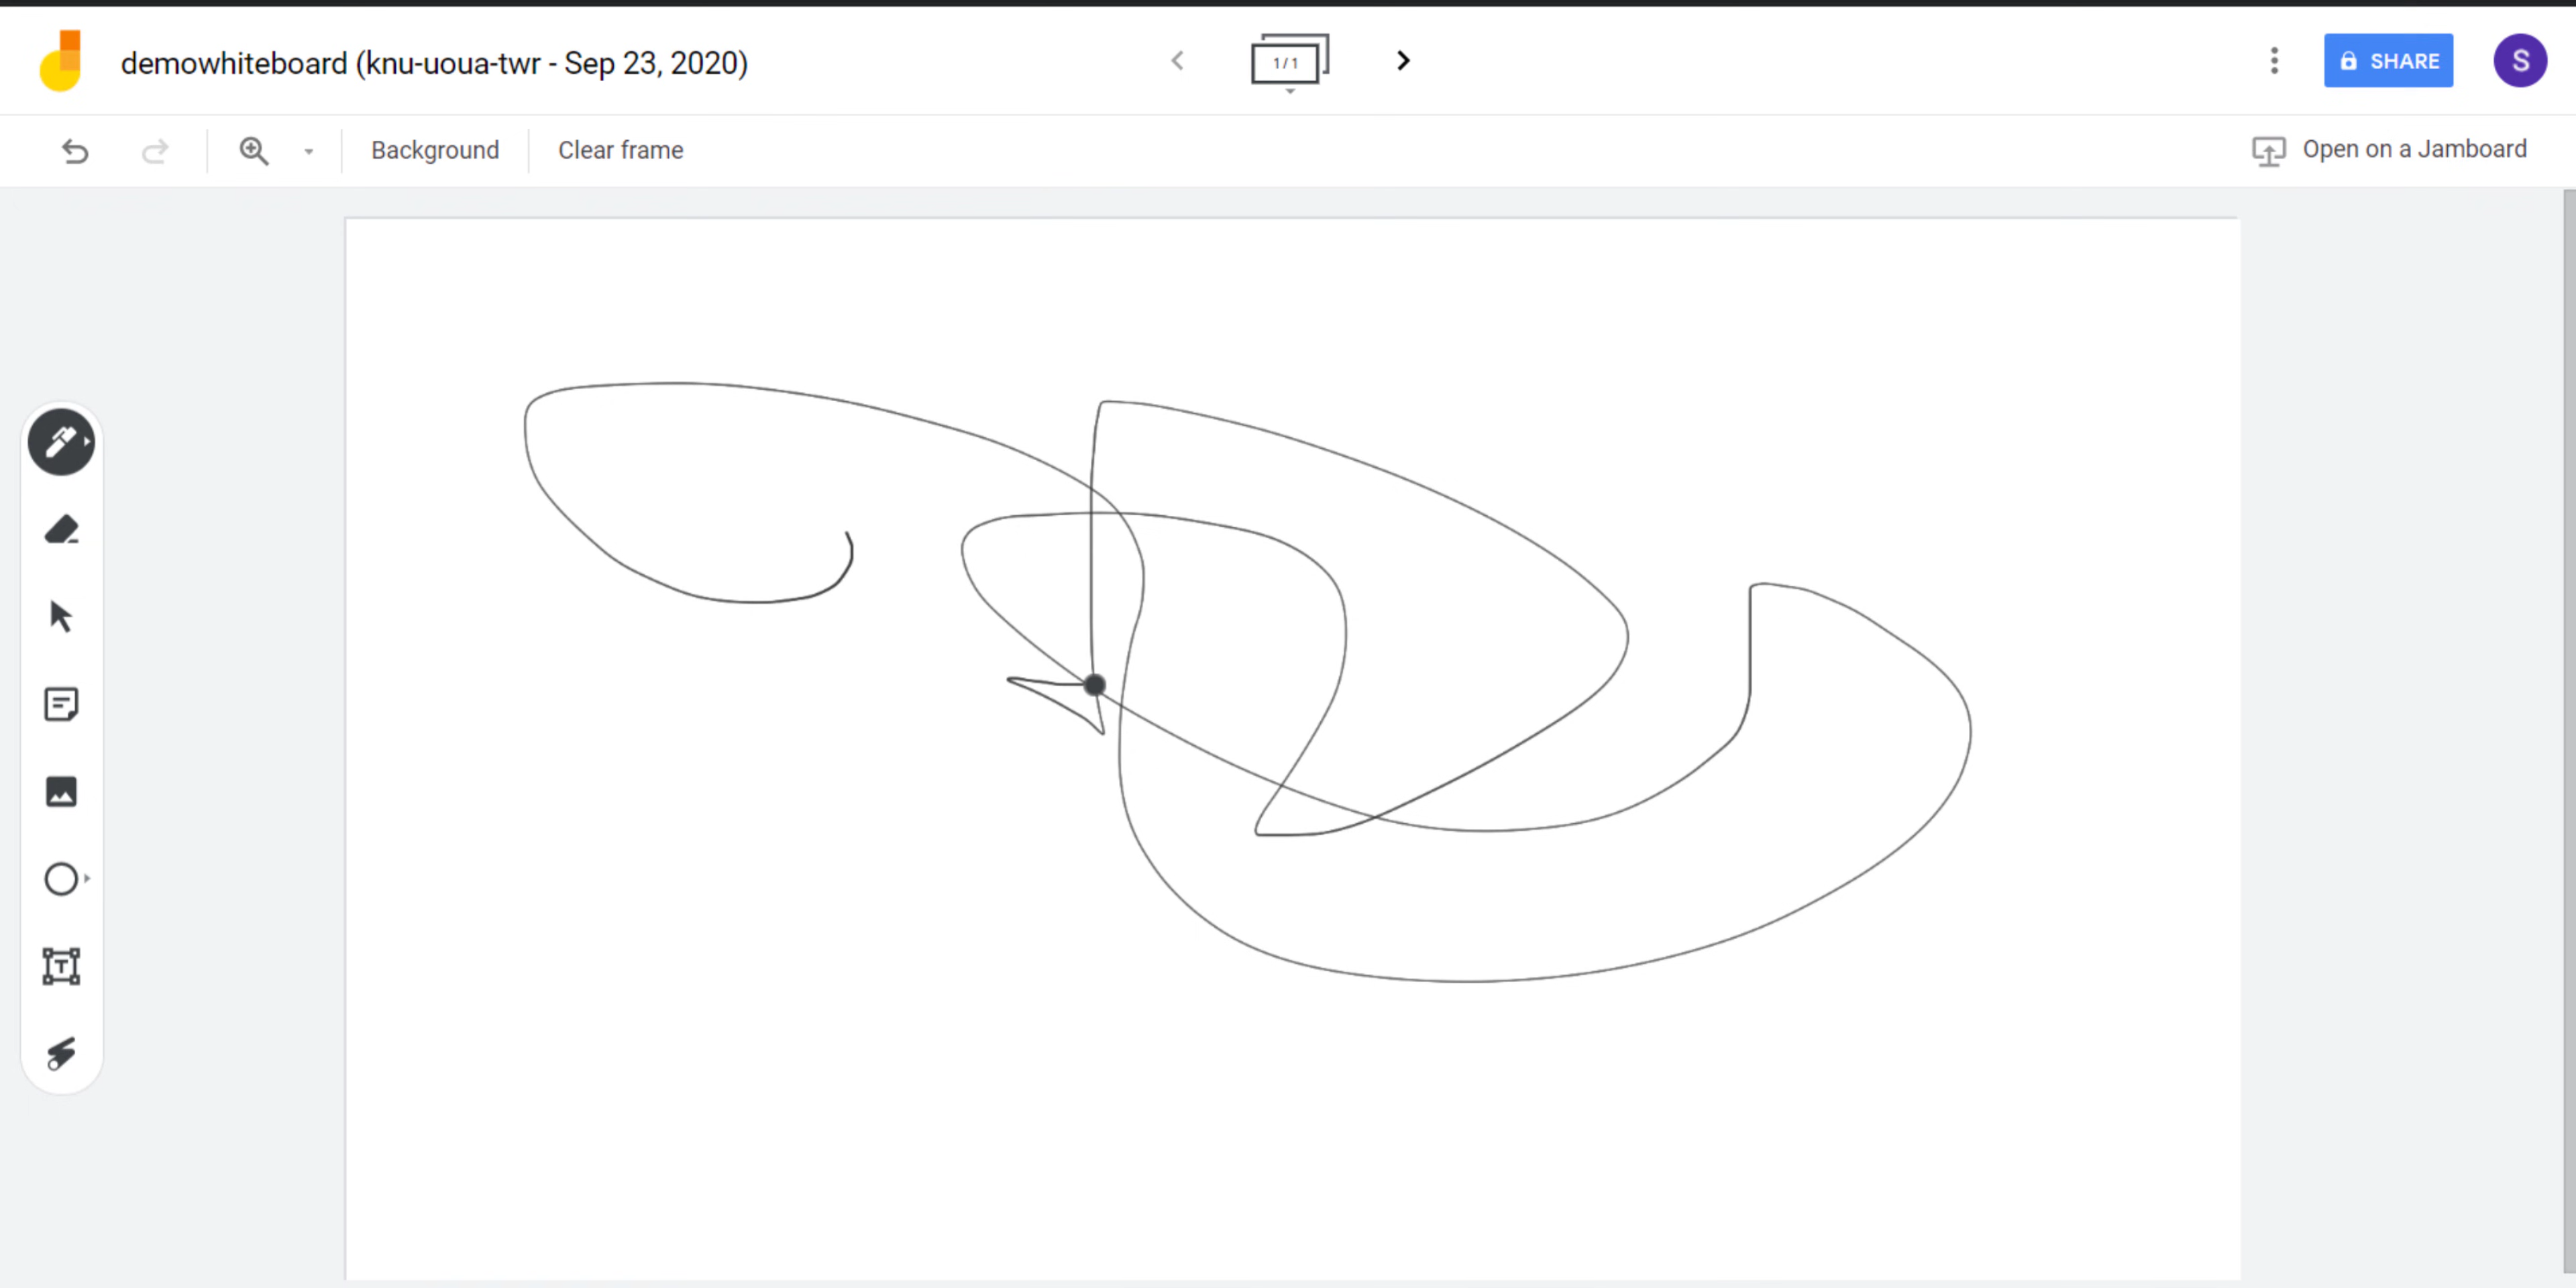 demowhiteboard (knu-uoua-twr - Sep 23, 2020)
1/1
SHARE
S
Background
Clear frame
Open on a Jamboard
T